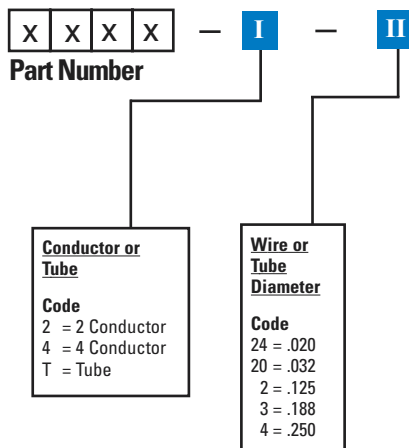 X X X X – I – II
Part Number
Conductor or
Tube
Code
2 = 2 Conductor
4 = 4 Conductor
T = Tube
Wire or
Tube
Diameter
Code
24 = .020
20 = .032
2 = .125
3 = .188
4 = .250